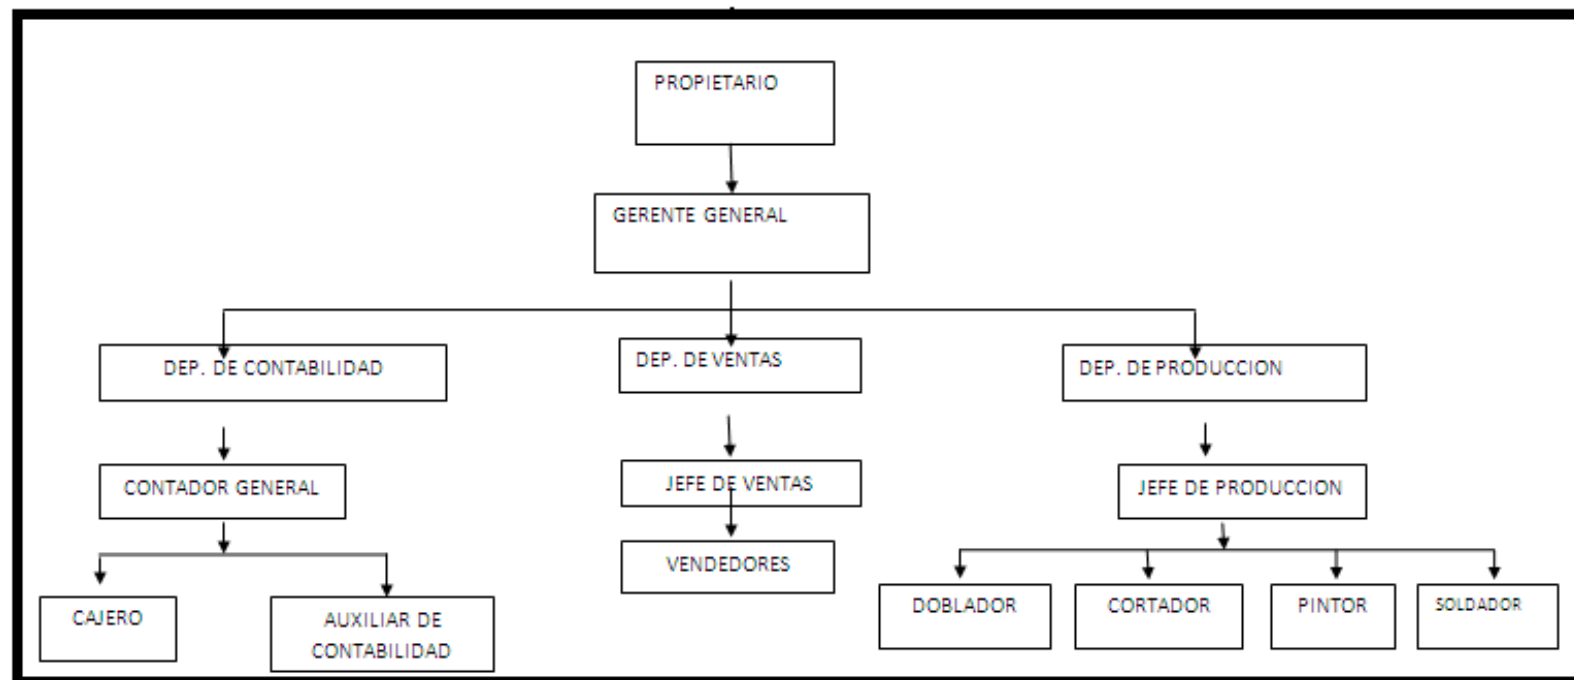 PROPIETARIO
GERENTE GENERAL
DEP. DE CONTABILIDAD
DEP. DE VENTAS
DEP. DE PRODUCCION
CONTADOR GENERAL
JEFE DE VENTAS
JEFE DE PRODUCCION
VENDEDORES
CAJERO
AUXILIAR DE
CONTABILIDAD
DOBLADOR
CORTADOR
PINTOR
SOLDADOR